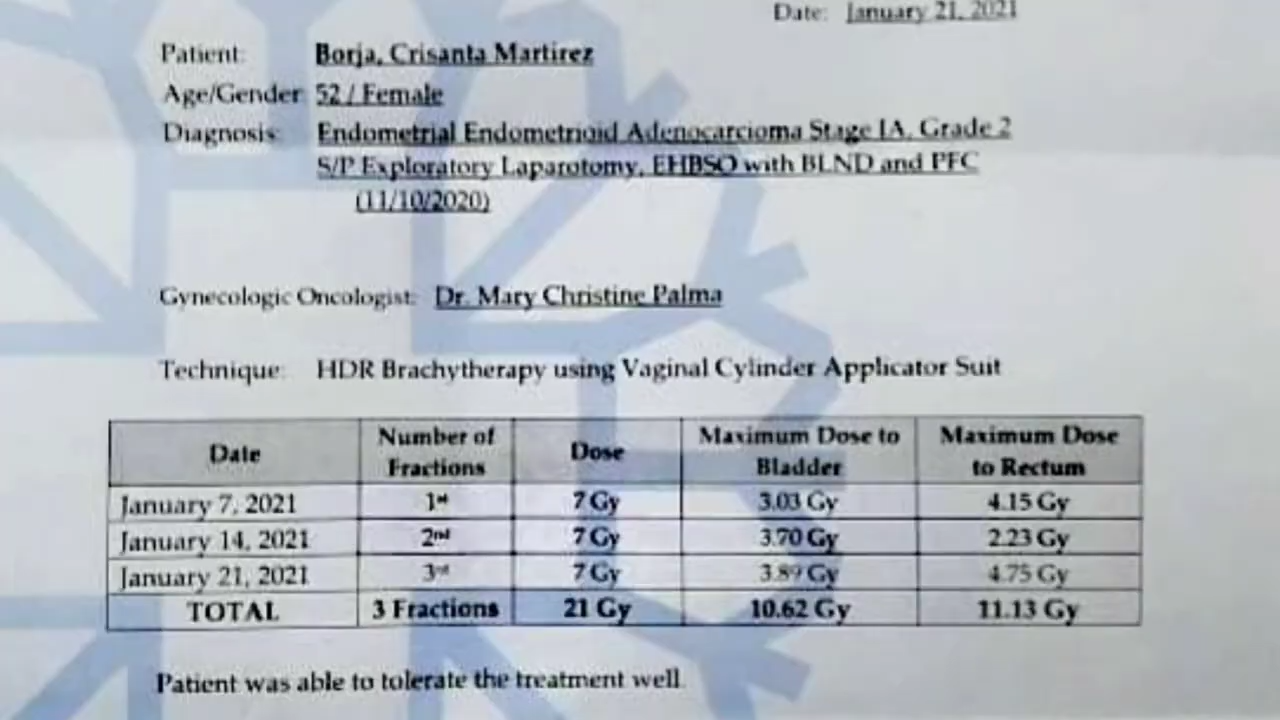 Date: January 21, 2021
Patient: Borja, Crisanta Martirez
Age/Gender: 52 / Female
Diagnosis: Endometrial Endometrioid Adenocarcioma Stage IA, Grade 2
S/P Exploratory Laparotomy, EHBSO with BLND and PFC
(11/10/2020)
Gynecologic Oncologist: Dr. Mary Christine Palma
Technique: HDR Brachytherapy using Vaginal Cylinder Applicator Suit
Date Number of Fractions Dose Maximum Dose to Bladder Maximum Dose to Rectum
January 7, 2021 1st 7 Gy 3.03 Gy 4.15 Gy
January 14, 2021 2nd 7 Gy 3.70 Gy 2.23 Gy
January 21, 2021 3rd 7 Gy 3.89 Gy 4.75 Gy
TOTAL 3 Fractions 21 Gy 10.62 Gy 11.13 Gy
Patient was able to tolerate the treatment well